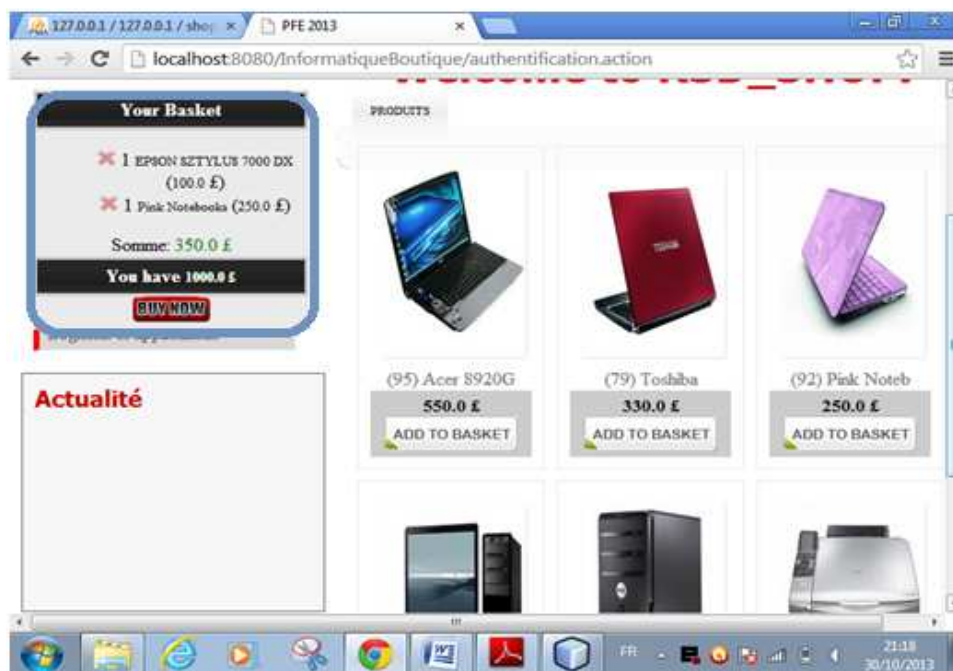 127.0.0.1 / 127.0.0.1 / shop
PFE 2013
localhost:8080/InformatiqueBoutique/authentification.action
Your Basket
1 EPSON SZTYLUS 7000 DX
(100.0 £)
1 Pink Notebooks (250.0 £)
Somme: 350.0 £
You have 1000.0 £
BUY NOW
Actualité
PRODUITS
TOSHIBA
(95) Acer 8920G
(79) Toshiba
(92) Pink Noteb
550.0 £
330.0 £
250.0 £
ADD TO BASKET
ADD TO BASKET
ADD TO BASKET
FR
21:18
30/10/2013